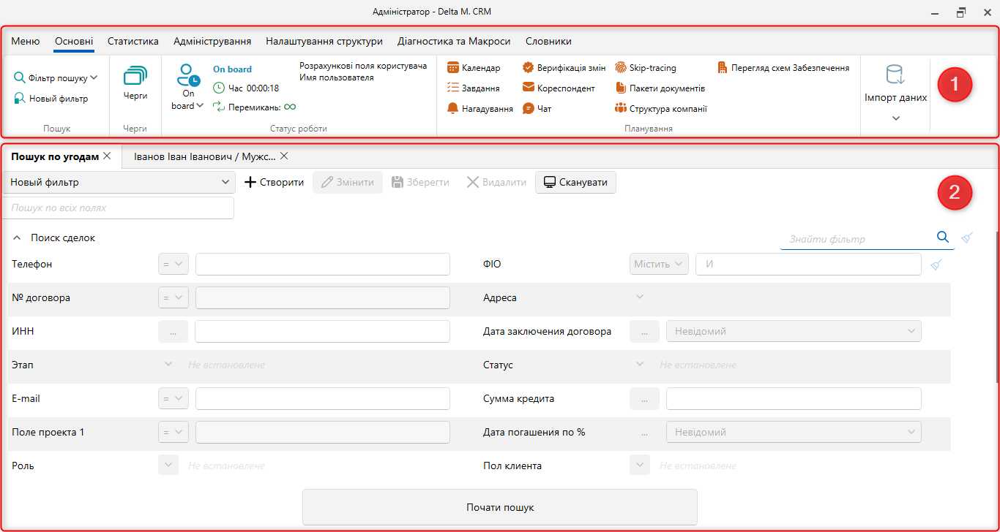 Адміністратор - Delta M. CRM
Меню Основні Статистика Адміністрування Налаштування структури Діагностика та Макроси Словники
Фільтр пошуку
Новый фильтр
Пошук
Черги
Черги
On board
On board
Час 00:00:18
Перемикань: ∞
Розрахункові поля користувача
Имя пользователя
Статус роботи
Календар Верифікація змін Skip-tracing Перегляд схем Забезпечення
Завдання Кореспондент Пакети документів
Нагадування Чат Структура компанії
Планування
Імпорт даних
1
Пошук по угодам Іванов Іван Іванович / Мужс...
Новый фильтр Створити Змінити Зберегти Видалити Сканувати
2
Пошук по всіх полях
Поиск сделок Знайти фільтр
Телефон = ФІО Містить И
№ договора = Адреса
ИНН ... Дата заключения договора ... Невідомий
Этап Не встановлене Статус Не встановлене
E-mail = Сумма кредита ...
Поле проекта 1 = Дата погашения по % ... Невідомий
Роль Не встановлене Пол клиента Не встановлене
Почати пошук